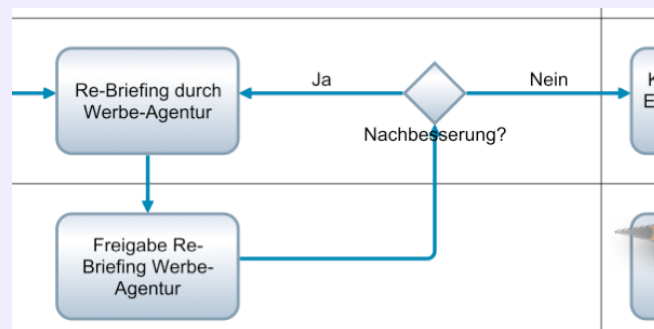 Re-Briefing durch
Werbe-Agentur
Ja
Nein
Nachbesserung?
Freigabe Re-
Briefing Werbe-
Agentur